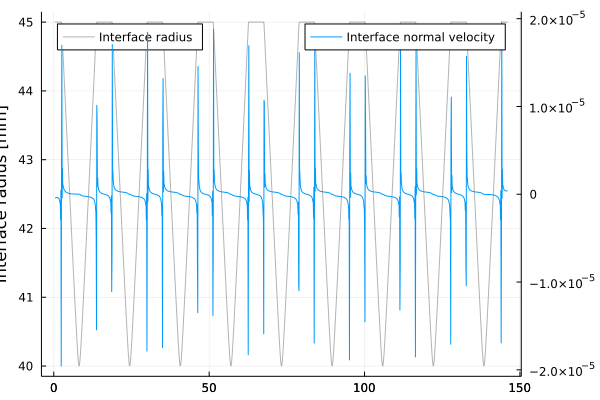 Interface radius
Interface normal velocity
Interface radius [mm]
45
44
43
42
41
40
2.0×10⁻⁵
1.0×10⁻⁵
0
−1.0×10⁻⁵
−2.0×10⁻⁵
0 50 100 150